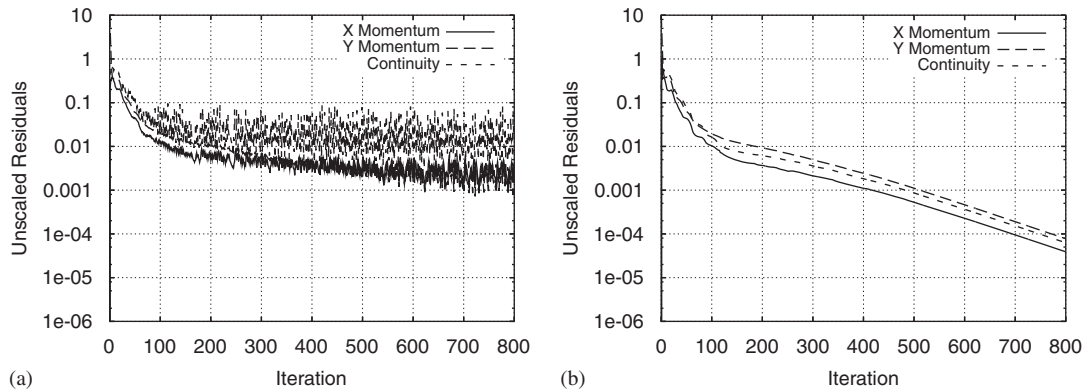 10
1
0.1
0.01
0.001
1e-04
1e-05
1e-06
Unscaled Residuals
X Momentum
Y Momentum
Continuity
0 100 200 300 400 500 600 700 800
Iteration
(a)
10
1
0.1
0.01
0.001
1e-04
1e-05
1e-06
Unscaled Residuals
X Momentum
Y Momentum
Continuity
0 100 200 300 400 500 600 700 800
Iteration
(b)